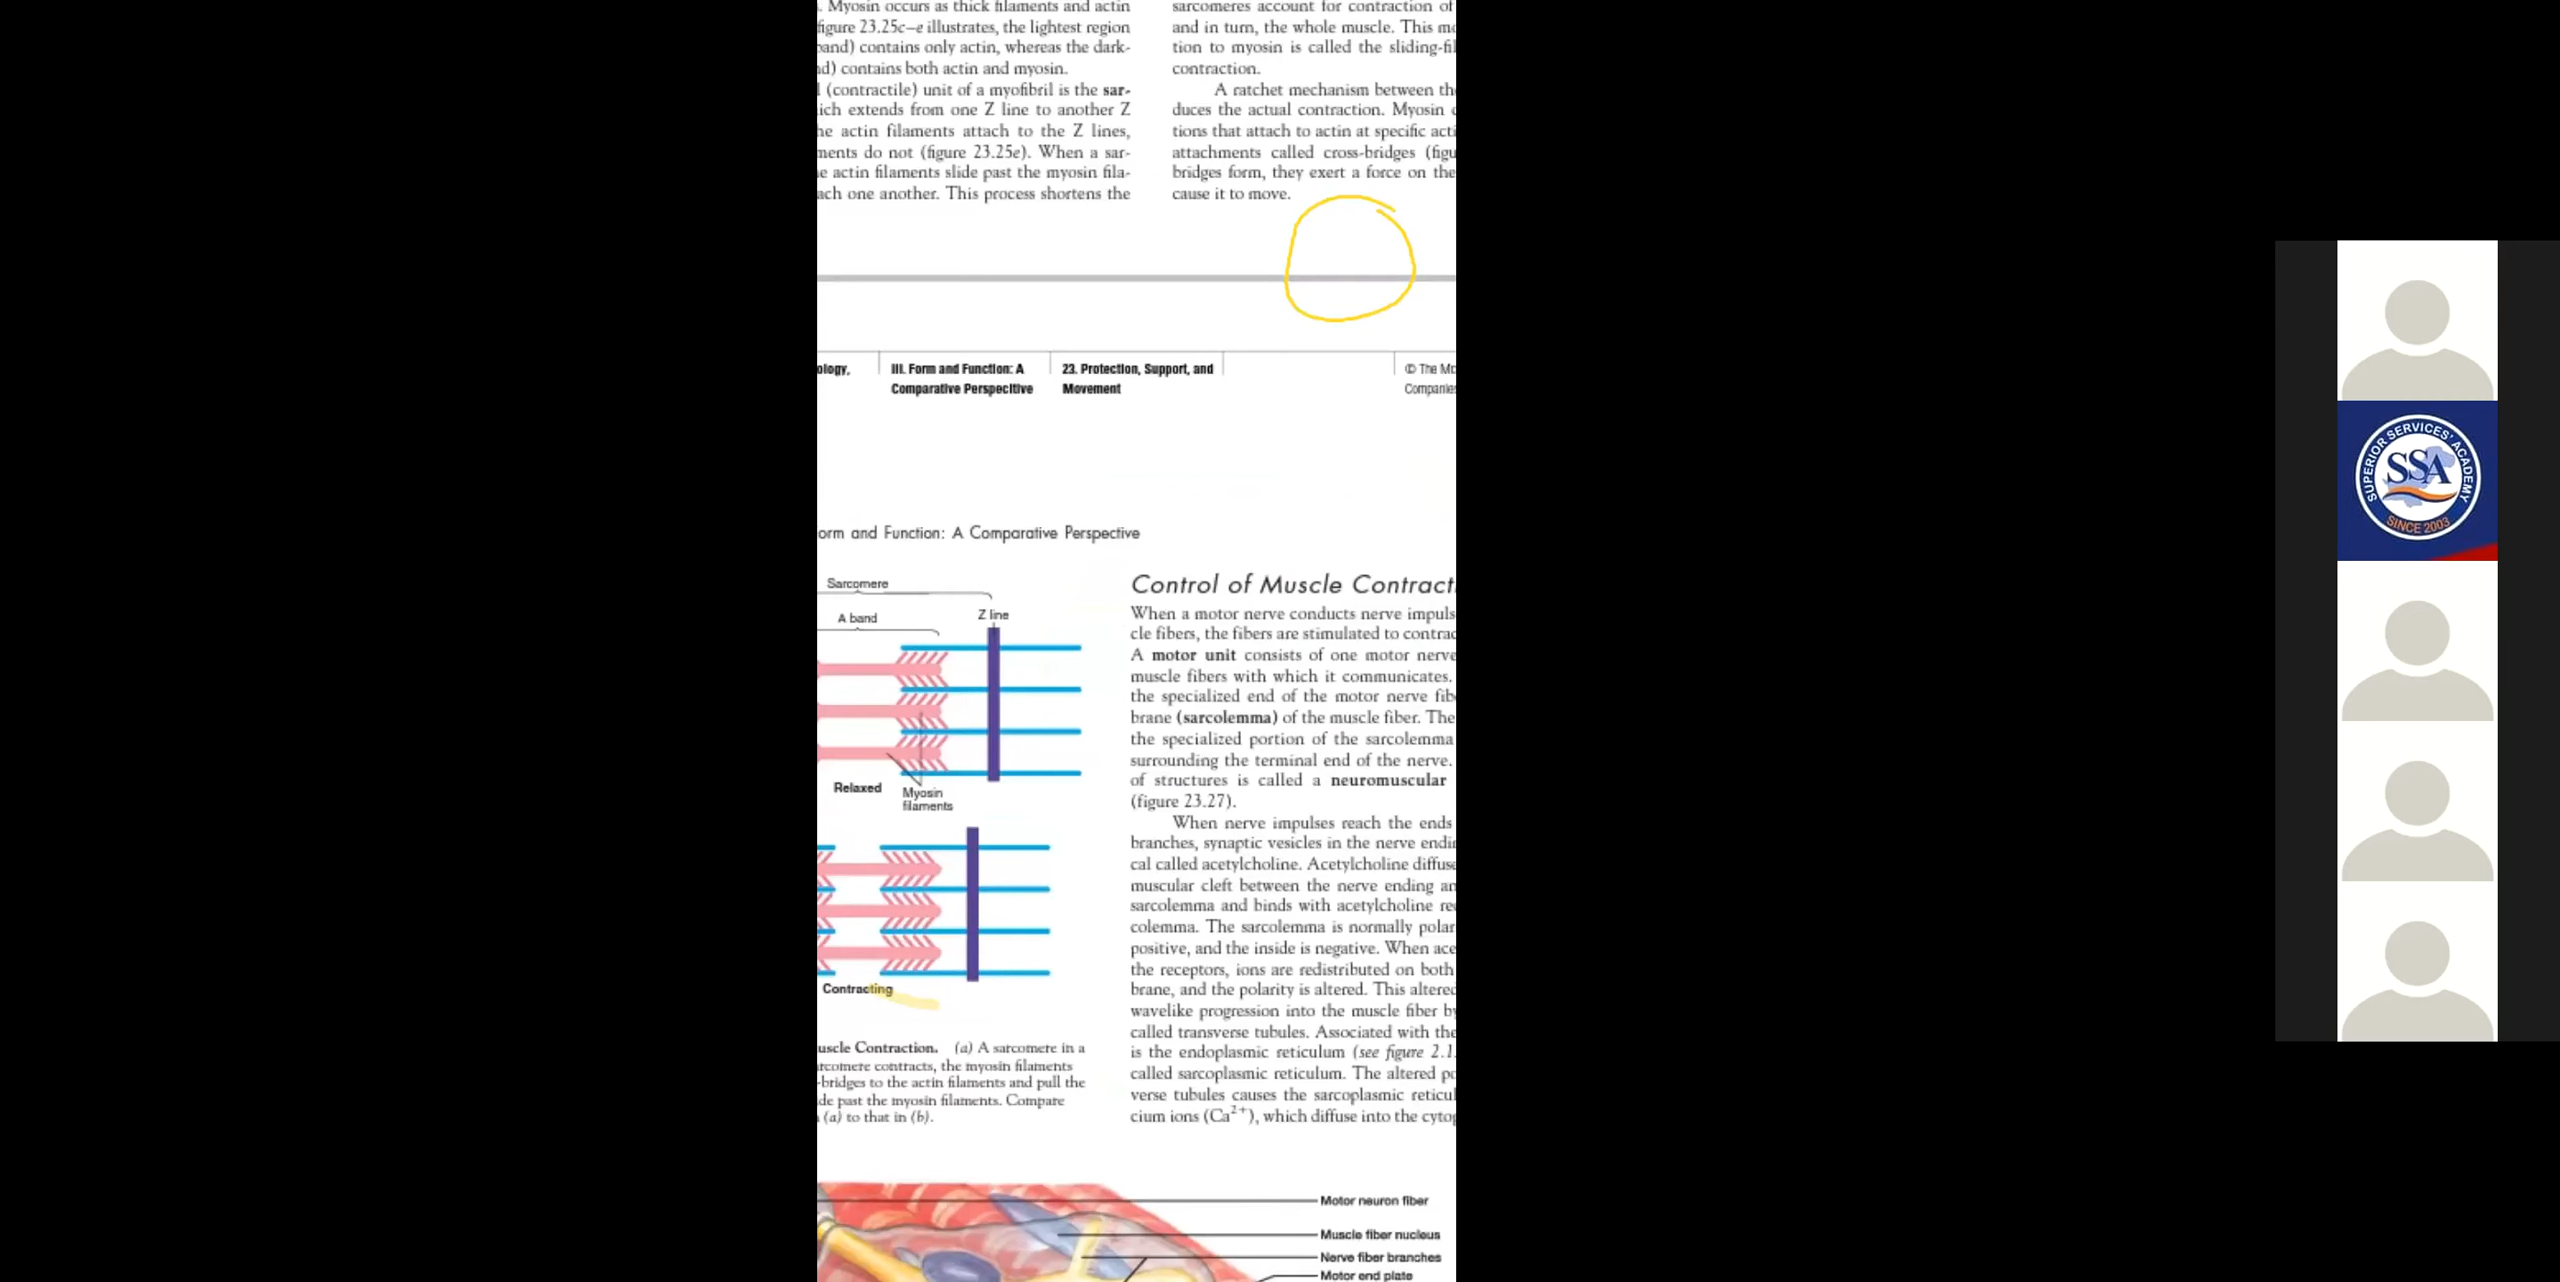 . Myosin occurs as thick filaments and actin
figure 23.25c–e illustrates, the lightest region
band) contains only actin, whereas the dark-
d) contains both actin and myosin.
(contractile) unit of a myofibril is the sar-
ich extends from one Z line to another Z
he actin filaments attach to the Z lines,
ments do not (figure 23.25e). When a sar-
e actin filaments slide past the myosin fila-
ach one another. This process shortens the
sarcomeres account for contraction of
and in turn, the whole muscle. This mo
tion to myosin is called the sliding-fil
contraction.
A ratchet mechanism between th
duces the actual contraction. Myosin c
tions that attach to actin at specific acti
attachments called cross-bridges (figu
bridges form, they exert a force on the
cause it to move.
ology,
III. Form and Function: A
Comparative Perspecitive
23. Protection, Support, and
Movement
© The Mc
Companies
orm and Function: A Comparative Perspective
Sarcomere
A band
Z line
Relaxed
Myosin
filaments
Contracting
uscle Contraction. (a) A sarcomere in a
rcomere contracts, the myosin filaments
-bridges to the actin filaments and pull the
de past the myosin filaments. Compare
(a) to that in (b).
Control of Muscle Contract
When a motor nerve conducts nerve impuls
cle fibers, the fibers are stimulated to contrac
A motor unit consists of one motor nerve
muscle fibers with which it communicates.
the specialized end of the motor nerve fib
brane (sarcolemma) of the muscle fiber. The
the specialized portion of the sarcolemma
surrounding the terminal end of the nerve.
of structures is called a neuromuscular
(figure 23.27).
When nerve impulses reach the ends
branches, synaptic vesicles in the nerve endin
cal called acetylcholine. Acetylcholine diffuse
muscular cleft between the nerve ending an
sarcolemma and binds with acetylcholine re
colemma. The sarcolemma is normally polar
positive, and the inside is negative. When ace
the receptors, ions are redistributed on both
brane, and the polarity is altered. This altered
wavelike progression into the muscle fiber by
called transverse tubules. Associated with the
is the endoplasmic reticulum (see figure 2.1
called sarcoplasmic reticulum. The altered po
verse tubules causes the sarcoplasmic reticul
cium ions (Ca²⁺), which diffuse into the cytop
Motor neuron fiber
Muscle fiber nucleus
Nerve fiber branches
Motor end plate
SUPERIOR SERVICES' ACADEMY
SSA
SINCE 2003